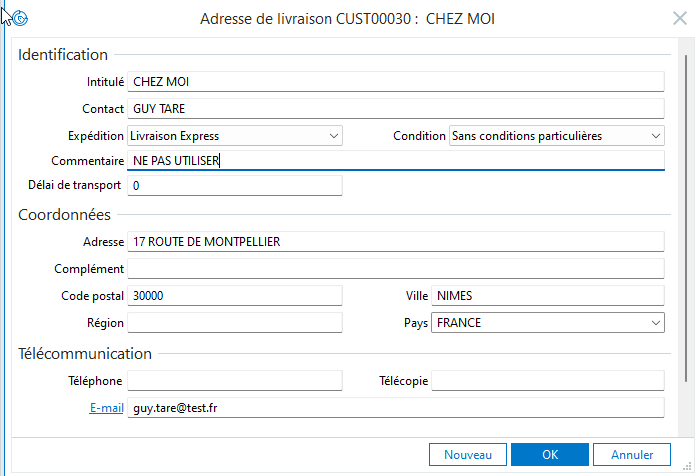 Adresse de livraison CUST00030 : CHEZ MOI
Identification
Intitulé CHEZ MOI
Contact GUY TARE
Expédition Livraison Express Condition Sans conditions particulières
Commentaire NE PAS UTILISER
Délai de transport 0
Coordonnées
Adresse 17 ROUTE DE MONTPELLIER
Complément
Code postal 30000 Ville NIMES
Région Pays FRANCE
Télécommunication
Téléphone Télécopie
E-mail guy.tare@test.fr
Nouveau OK Annuler